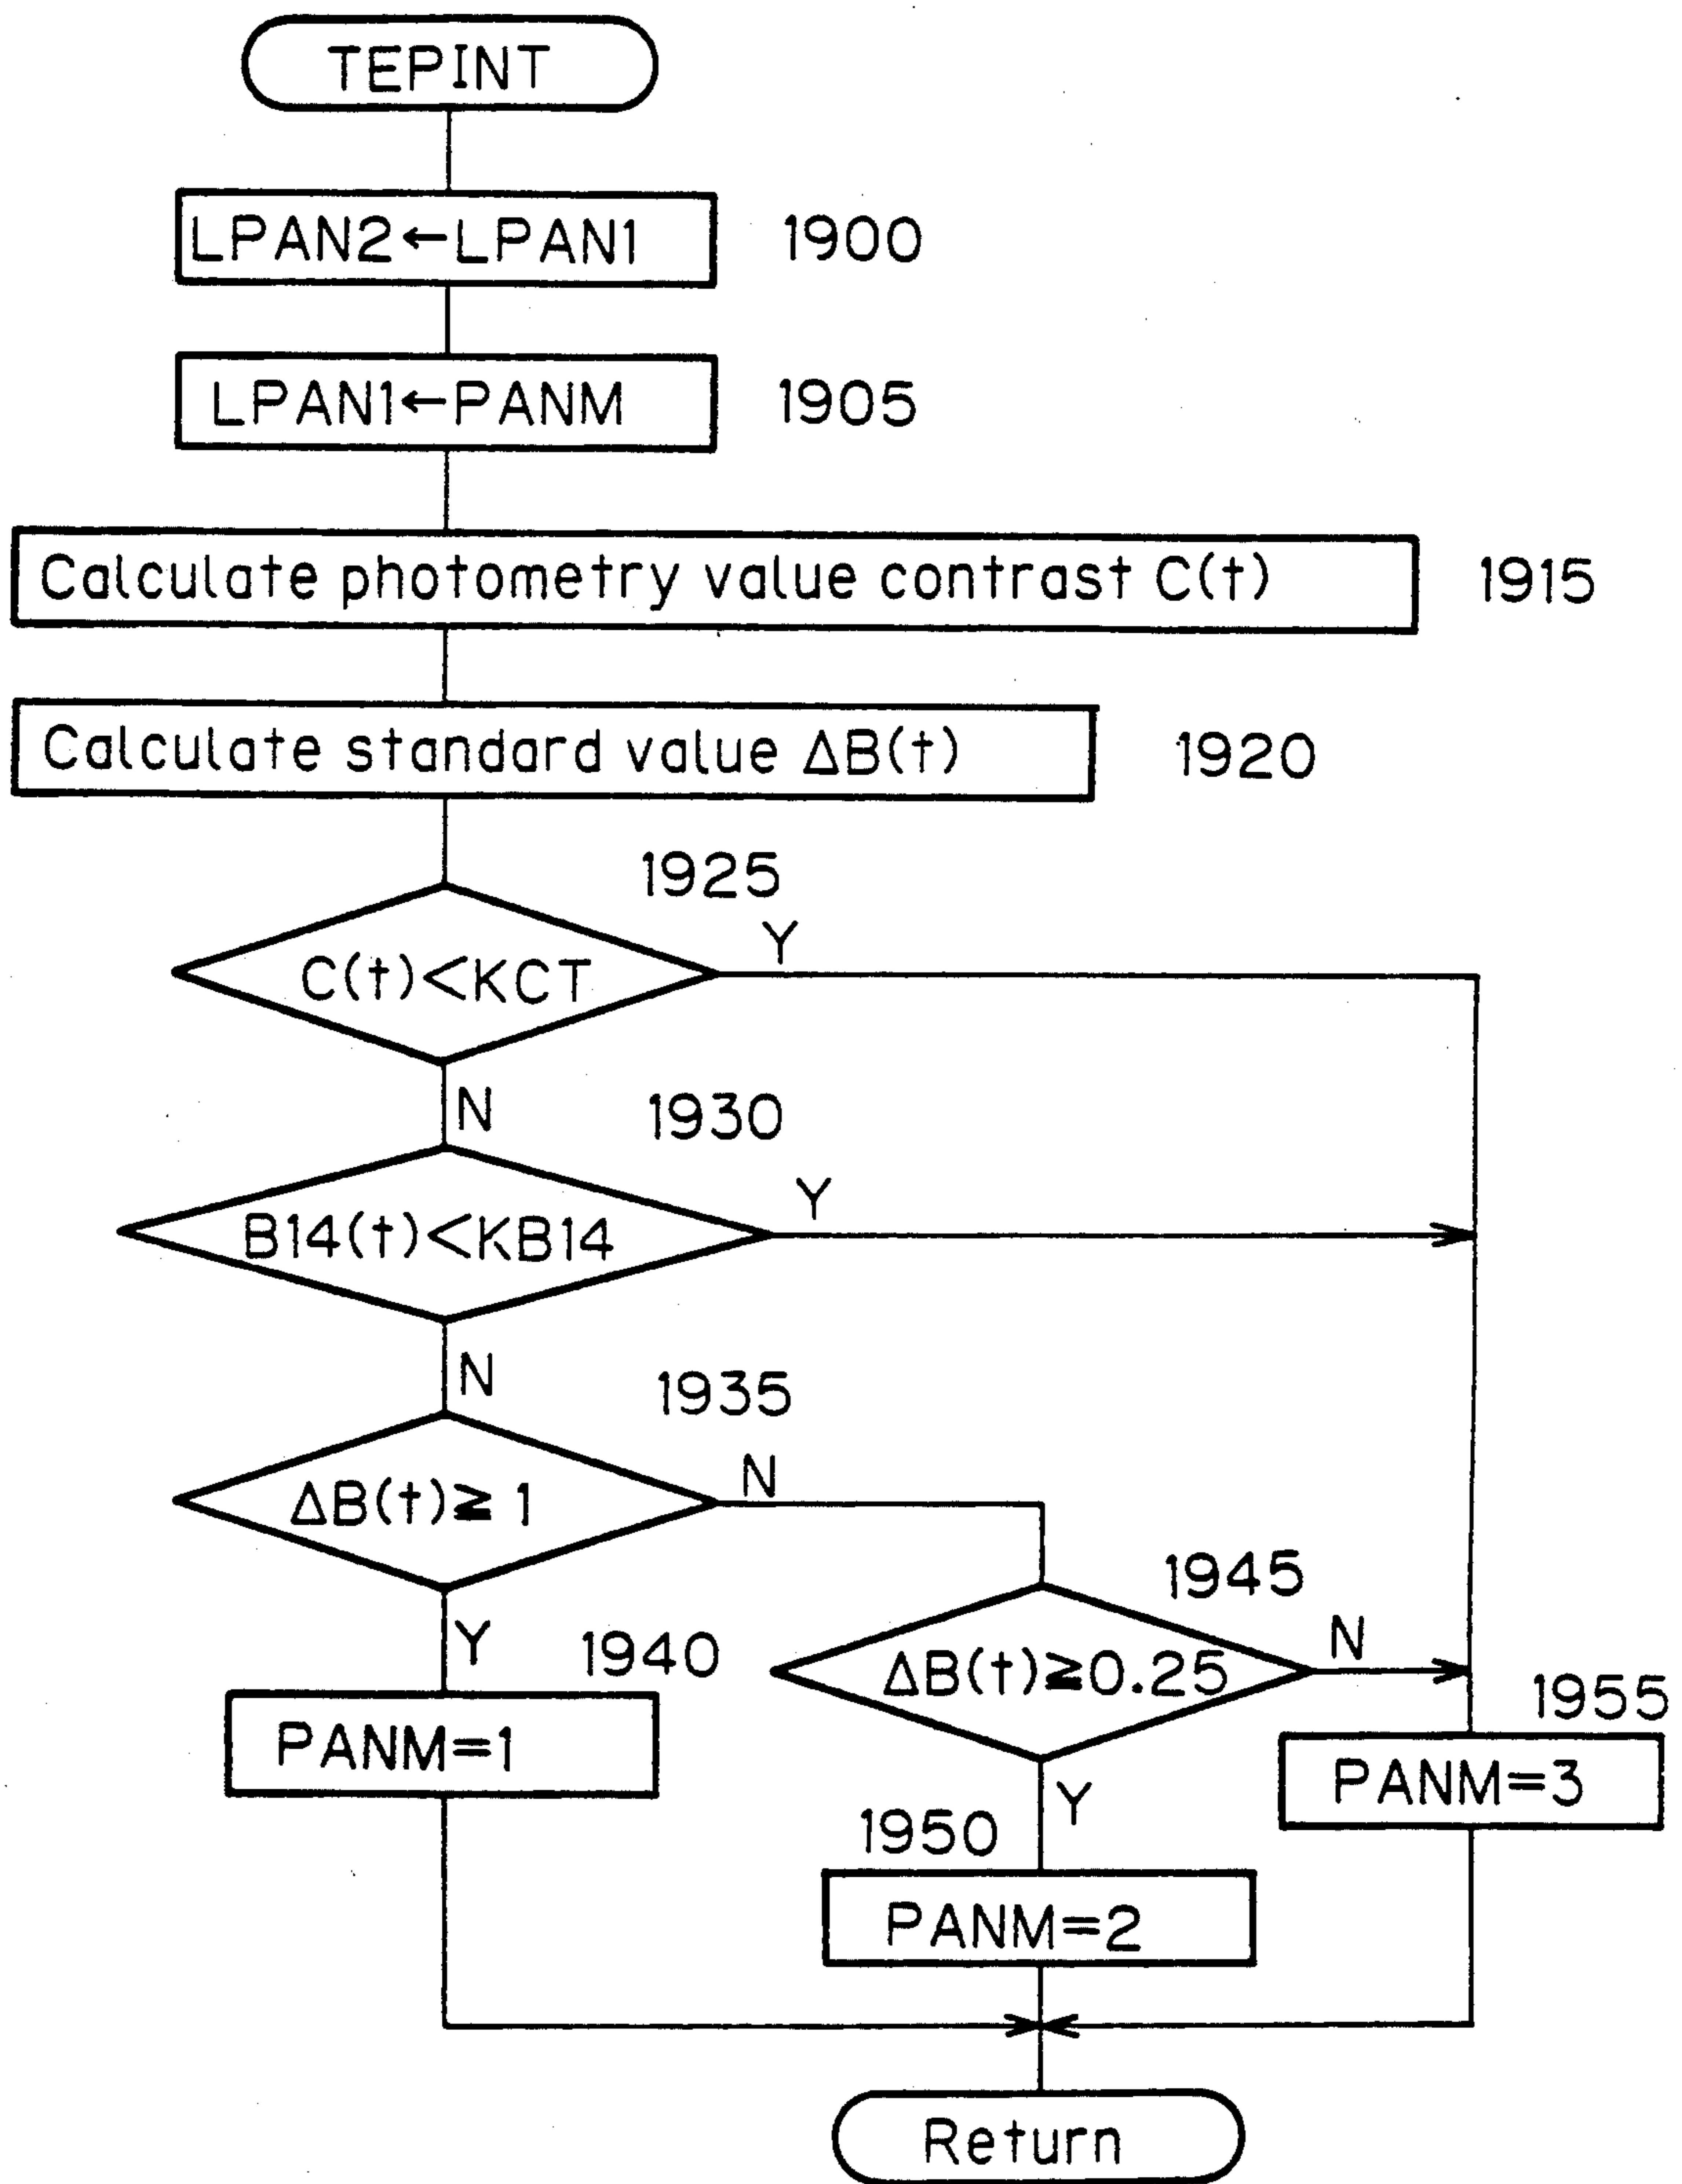 TEPINT
LPAN2←LPAN1 1900
LPAN1←PANM 1905
Calculate photometry value contrast C(t) 1915
Calculate standard value ΔB(t) 1920
1925
C(t)<KCT
Y
N
1930
B14(t)<KB14
Y
N
1935
ΔB(t)≧1
N
Y
1945
ΔB(t)≧0.25
N
Y
1940
PANM=1
1955
PANM=3
1950
PANM=2
Return